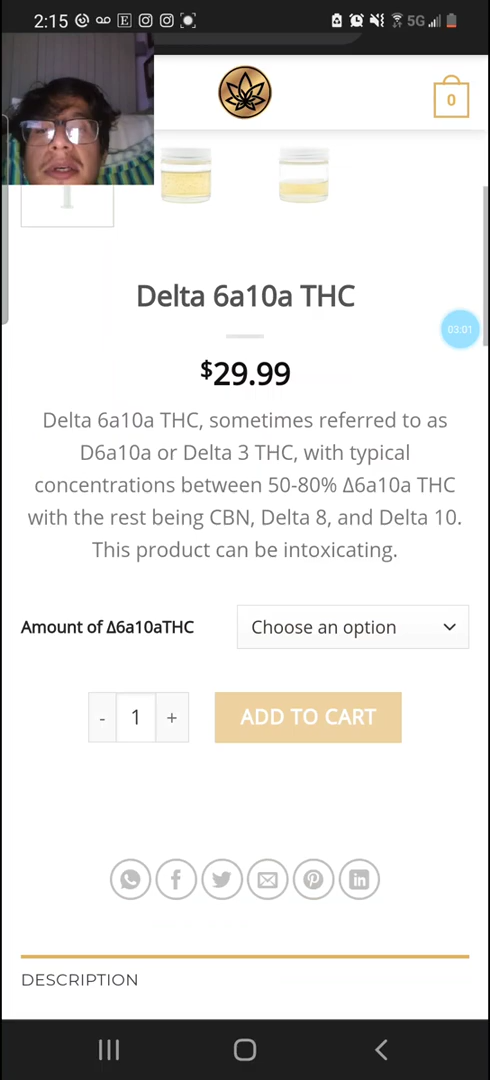 2:15 E 5G
0
Delta 6a10a THC
03:01
$29.99
Delta 6a10a THC, sometimes referred to as
D6a10a or Delta 3 THC, with typical
concentrations between 50-80% Δ6a10a THC
with the rest being CBN, Delta 8, and Delta 10.
This product can be intoxicating.
Amount of Δ6a10aTHC Choose an option
- 1 + ADD TO CART
DESCRIPTION